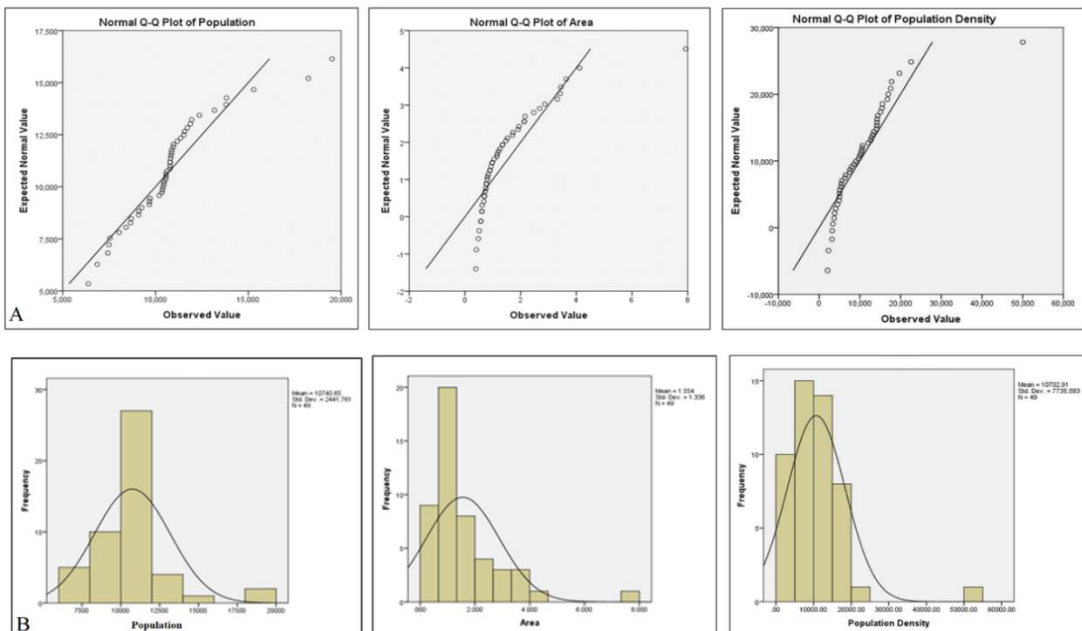 Normal Q-Q Plot of Population
17,500
15,000
12,500
10,000
7,500
5,000
5,000 10,000 15,000 20,000
Expected Normal Value
Observed Value
Normal Q-Q Plot of Area
5
4
3
2
1
0
-1
-2
-2 0 2 4 6 8
Expected Normal Value
Observed Value
Normal Q-Q Plot of Population Density
30,000
20,000
10,000
0
-10,000
-10,000 0 10,000 20,000 30,000 40,000 50,000 60,000
Expected Normal Value
Observed Value
A
30
20
10
0
7500 10000 12500 15000 17500 20000
Frequency
Population
Mean = 10740.65
Std. Dev. = 2441.761
N = 49
20
15
10
5
0
.000 2.000 4.000 6.000 8.000
Frequency
Area
Mean = 1.554
Std. Dev. = 1.336
N = 49
15
10
5
0
.00 10000.00 20000.00 30000.00 40000.00 50000.00 60000.00
Frequency
Population Density
Mean = 10702.91
Std. Dev. = 7735.583
N = 49
B